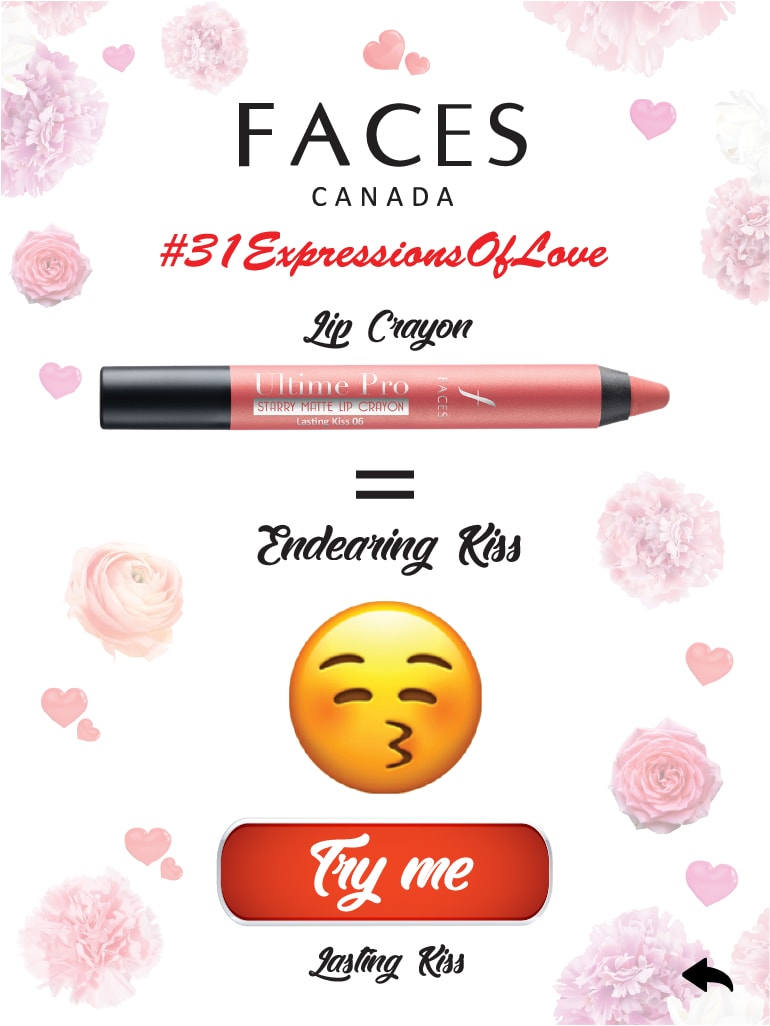 FACES
CANADA
#31ExpressionsOfLove
Lip Crayon
Ultime Pro
STARRY MATTE LIP CRAYON
Lasting Kiss 06
FACES
=
Endearing Kiss
Try me
Lasting Kiss